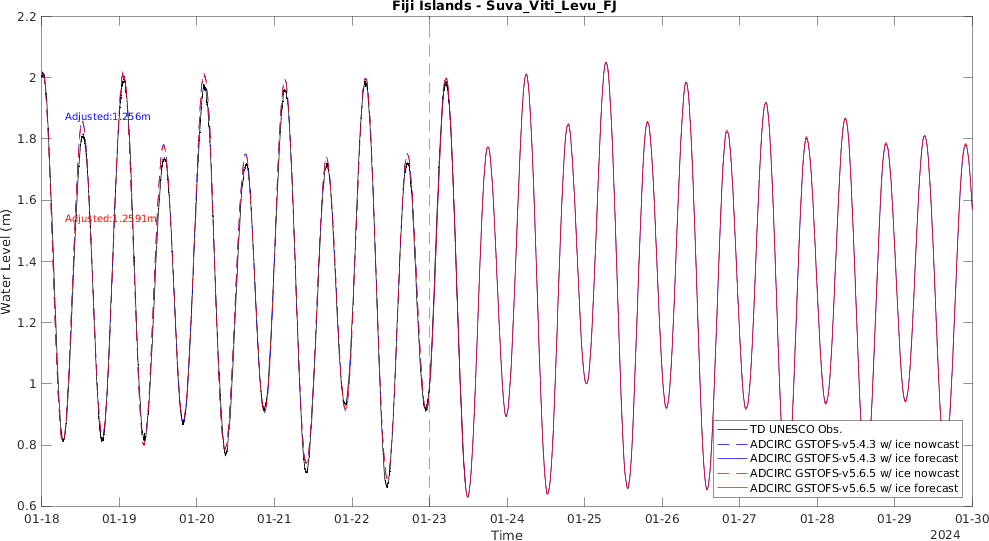 Fiji Islands - Suva_Viti_Levu_FJ
2.2
2
1.8
1.6
1.4
1.2
1
0.8
0.6
Water Level (m)
Adjusted:1.256m
Adjusted:1.2591m
TD UNESCO Obs.
ADCIRC GSTOFS-v5.4.3 w/ ice nowcast
ADCIRC GSTOFS-v5.4.3 w/ ice forecast
ADCIRC GSTOFS-v5.6.5 w/ ice nowcast
ADCIRC GSTOFS-v5.6.5 w/ ice forecast
01-18 01-19 01-20 01-21 01-22 01-23 01-24 01-25 01-26 01-27 01-28 01-29 01-30
Time
2024